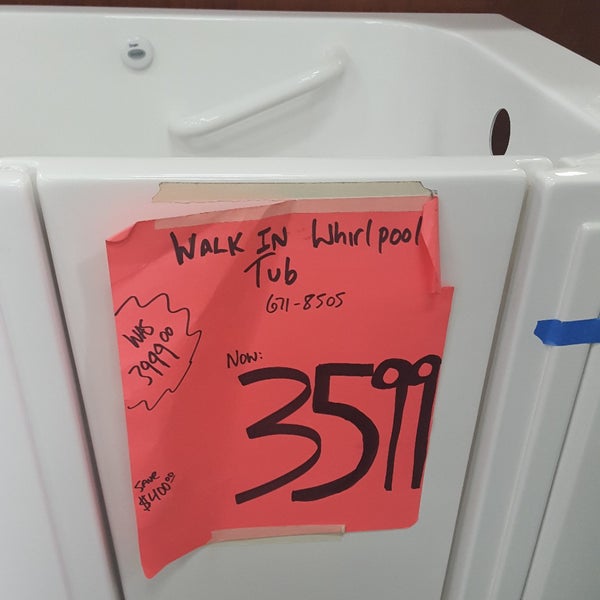 WALK IN Whirlpool
Tub
671-8505
WAS
3999.00
Now:
3599
Save
$400.00